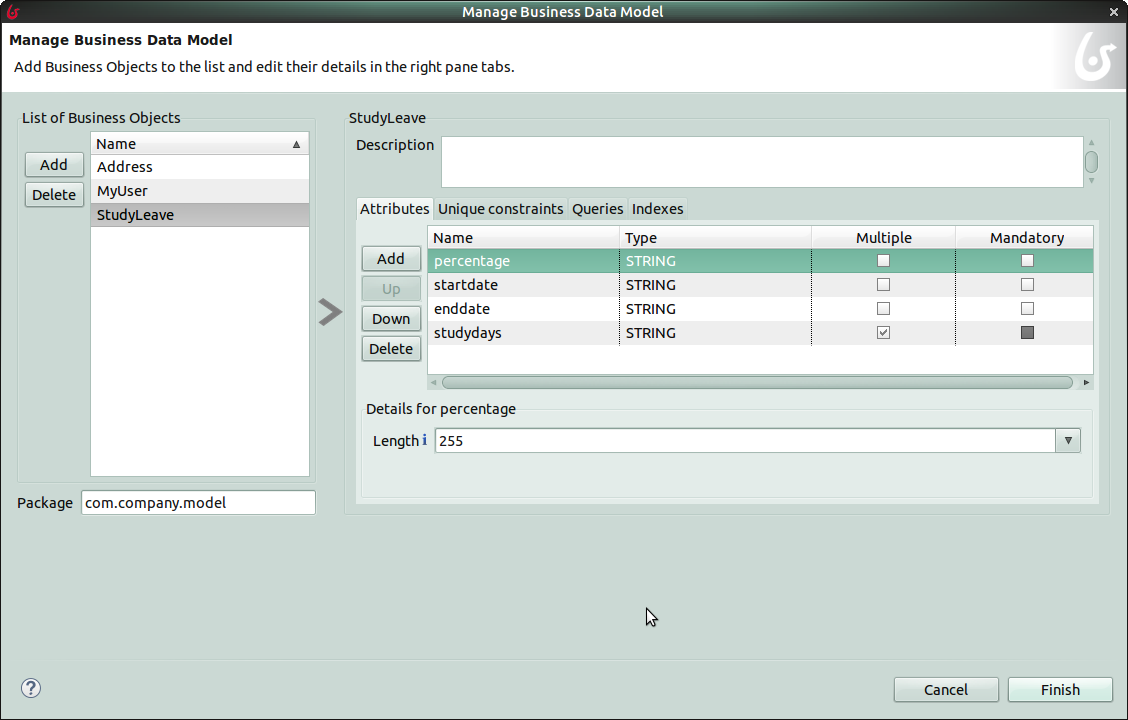 Manage Business Data Model
Manage Business Data Model
Add Business Objects to the list and edit their details in the right pane tabs.
List of Business Objects
Name
Add
Address
MyUser
Delete
StudyLeave
Package com.company.model
StudyLeave
Description
Attributes Unique constraints Queries Indexes
Name Type Multiple Mandatory
Add
percentage STRING
Up
startdate STRING
Down
enddate STRING
Delete
studydays STRING
Details for percentage
Length i 255
?
Cancel Finish